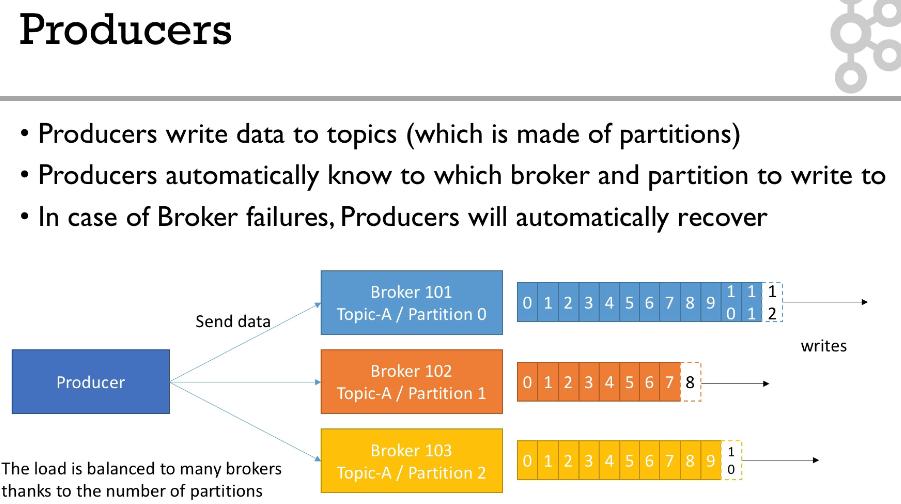 Producers
• Producers write data to topics (which is made of partitions)
• Producers automatically know to which broker and partition to write to
• In case of Broker failures, Producers will automatically recover
Broker 101
Topic-A / Partition 0
0 1 2 3 4 5 6 7 8 9 10 11 12
Send data
writes
Producer
Broker 102
Topic-A / Partition 1
0 1 2 3 4 5 6 7 8
Broker 103
Topic-A / Partition 2
0 1 2 3 4 5 6 7 8 9 10
The load is balanced to many brokers
thanks to the number of partitions